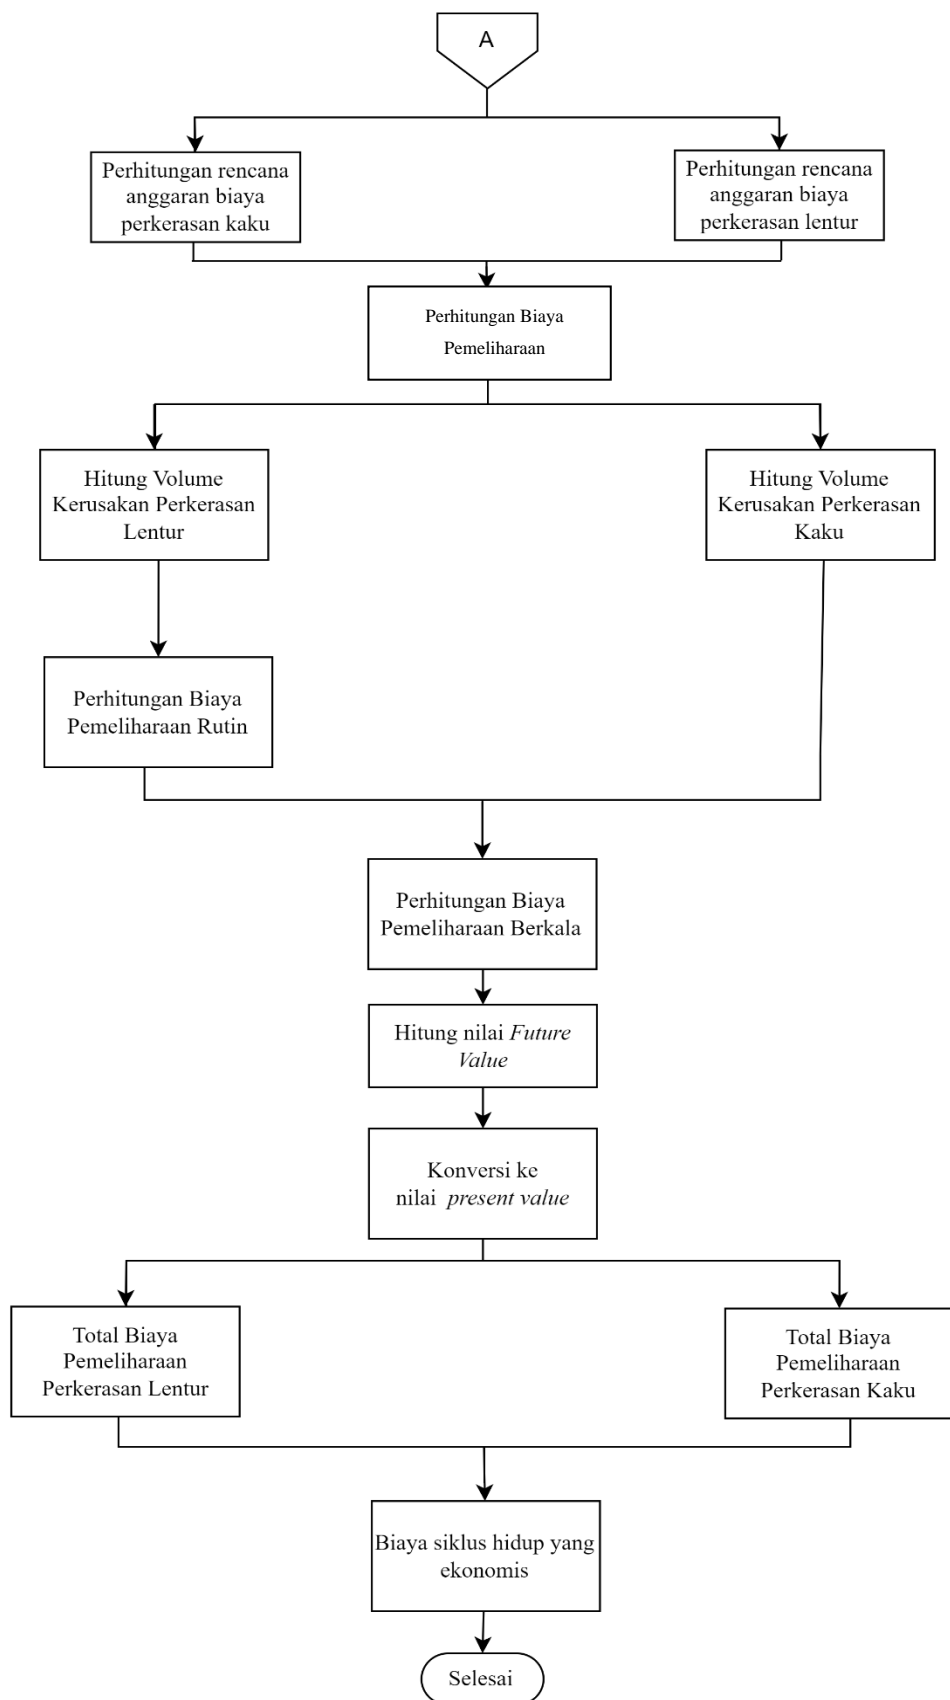 A
Perhitungan rencana
anggaran biaya
perkerasan kaku
Perhitungan rencana
anggaran biaya
perkerasan lentur
Perhitungan Biaya
Pemeliharaan
Hitung Volume
Kerusakan Perkerasan
Lentur
Hitung Volume
Kerusakan Perkerasan
Kaku
Perhitungan Biaya
Pemeliharaan Rutin
Perhitungan Biaya
Pemeliharaan Berkala
Hitung nilai Future
Value
Konversi ke
nilai present value
Total Biaya
Pemeliharaan
Perkerasan Lentur
Total Biaya
Pemeliharaan
Perkerasan Kaku
Biaya siklus hidup yang
ekonomis
Selesai